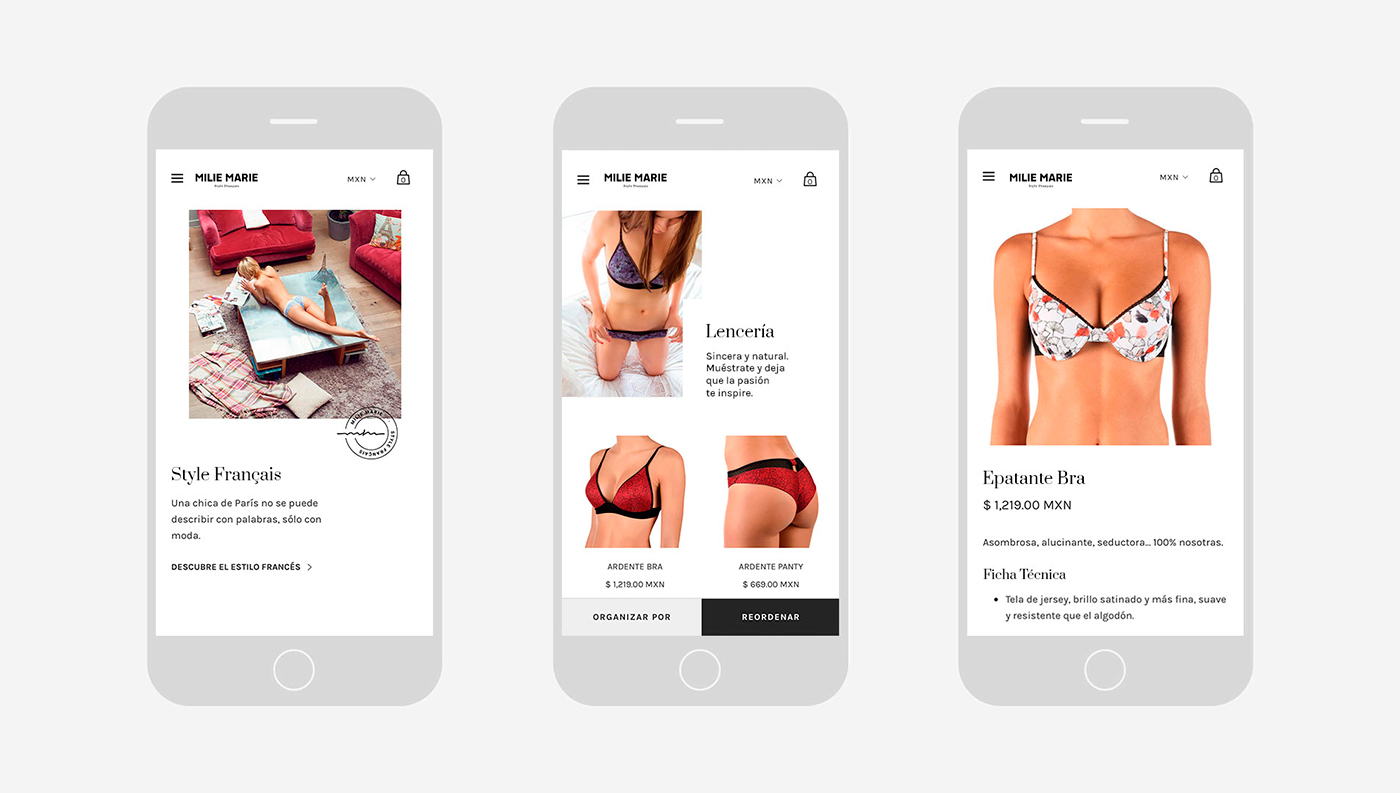 MILIE MARIE
Style Français
MXN
0
MILIE MARIE
STYLE FRANÇAIS
Style Français
Una chica de París no se puede
describir con palabras, sólo con
moda.
DESCUBRE EL ESTILO FRANCÉS
MILIE MARIE
Style Français
MXN
0
Lencería
Sincera y natural.
Muéstrate y deja
que la pasión
te inspire.
ARDENTE BRA
$ 1,219.00 MXN
ARDENTE PANTY
$ 669.00 MXN
ORGANIZAR POR
REORDENAR
MILIE MARIE
Style Français
MXN
0
Epatante Bra
$ 1,219.00 MXN
Asombrosa, alucinante, seductora... 100% nosotras.
Ficha Técnica
• Tela de jersey, brillo satinado y más fina, suave
y resistente que el algodón.